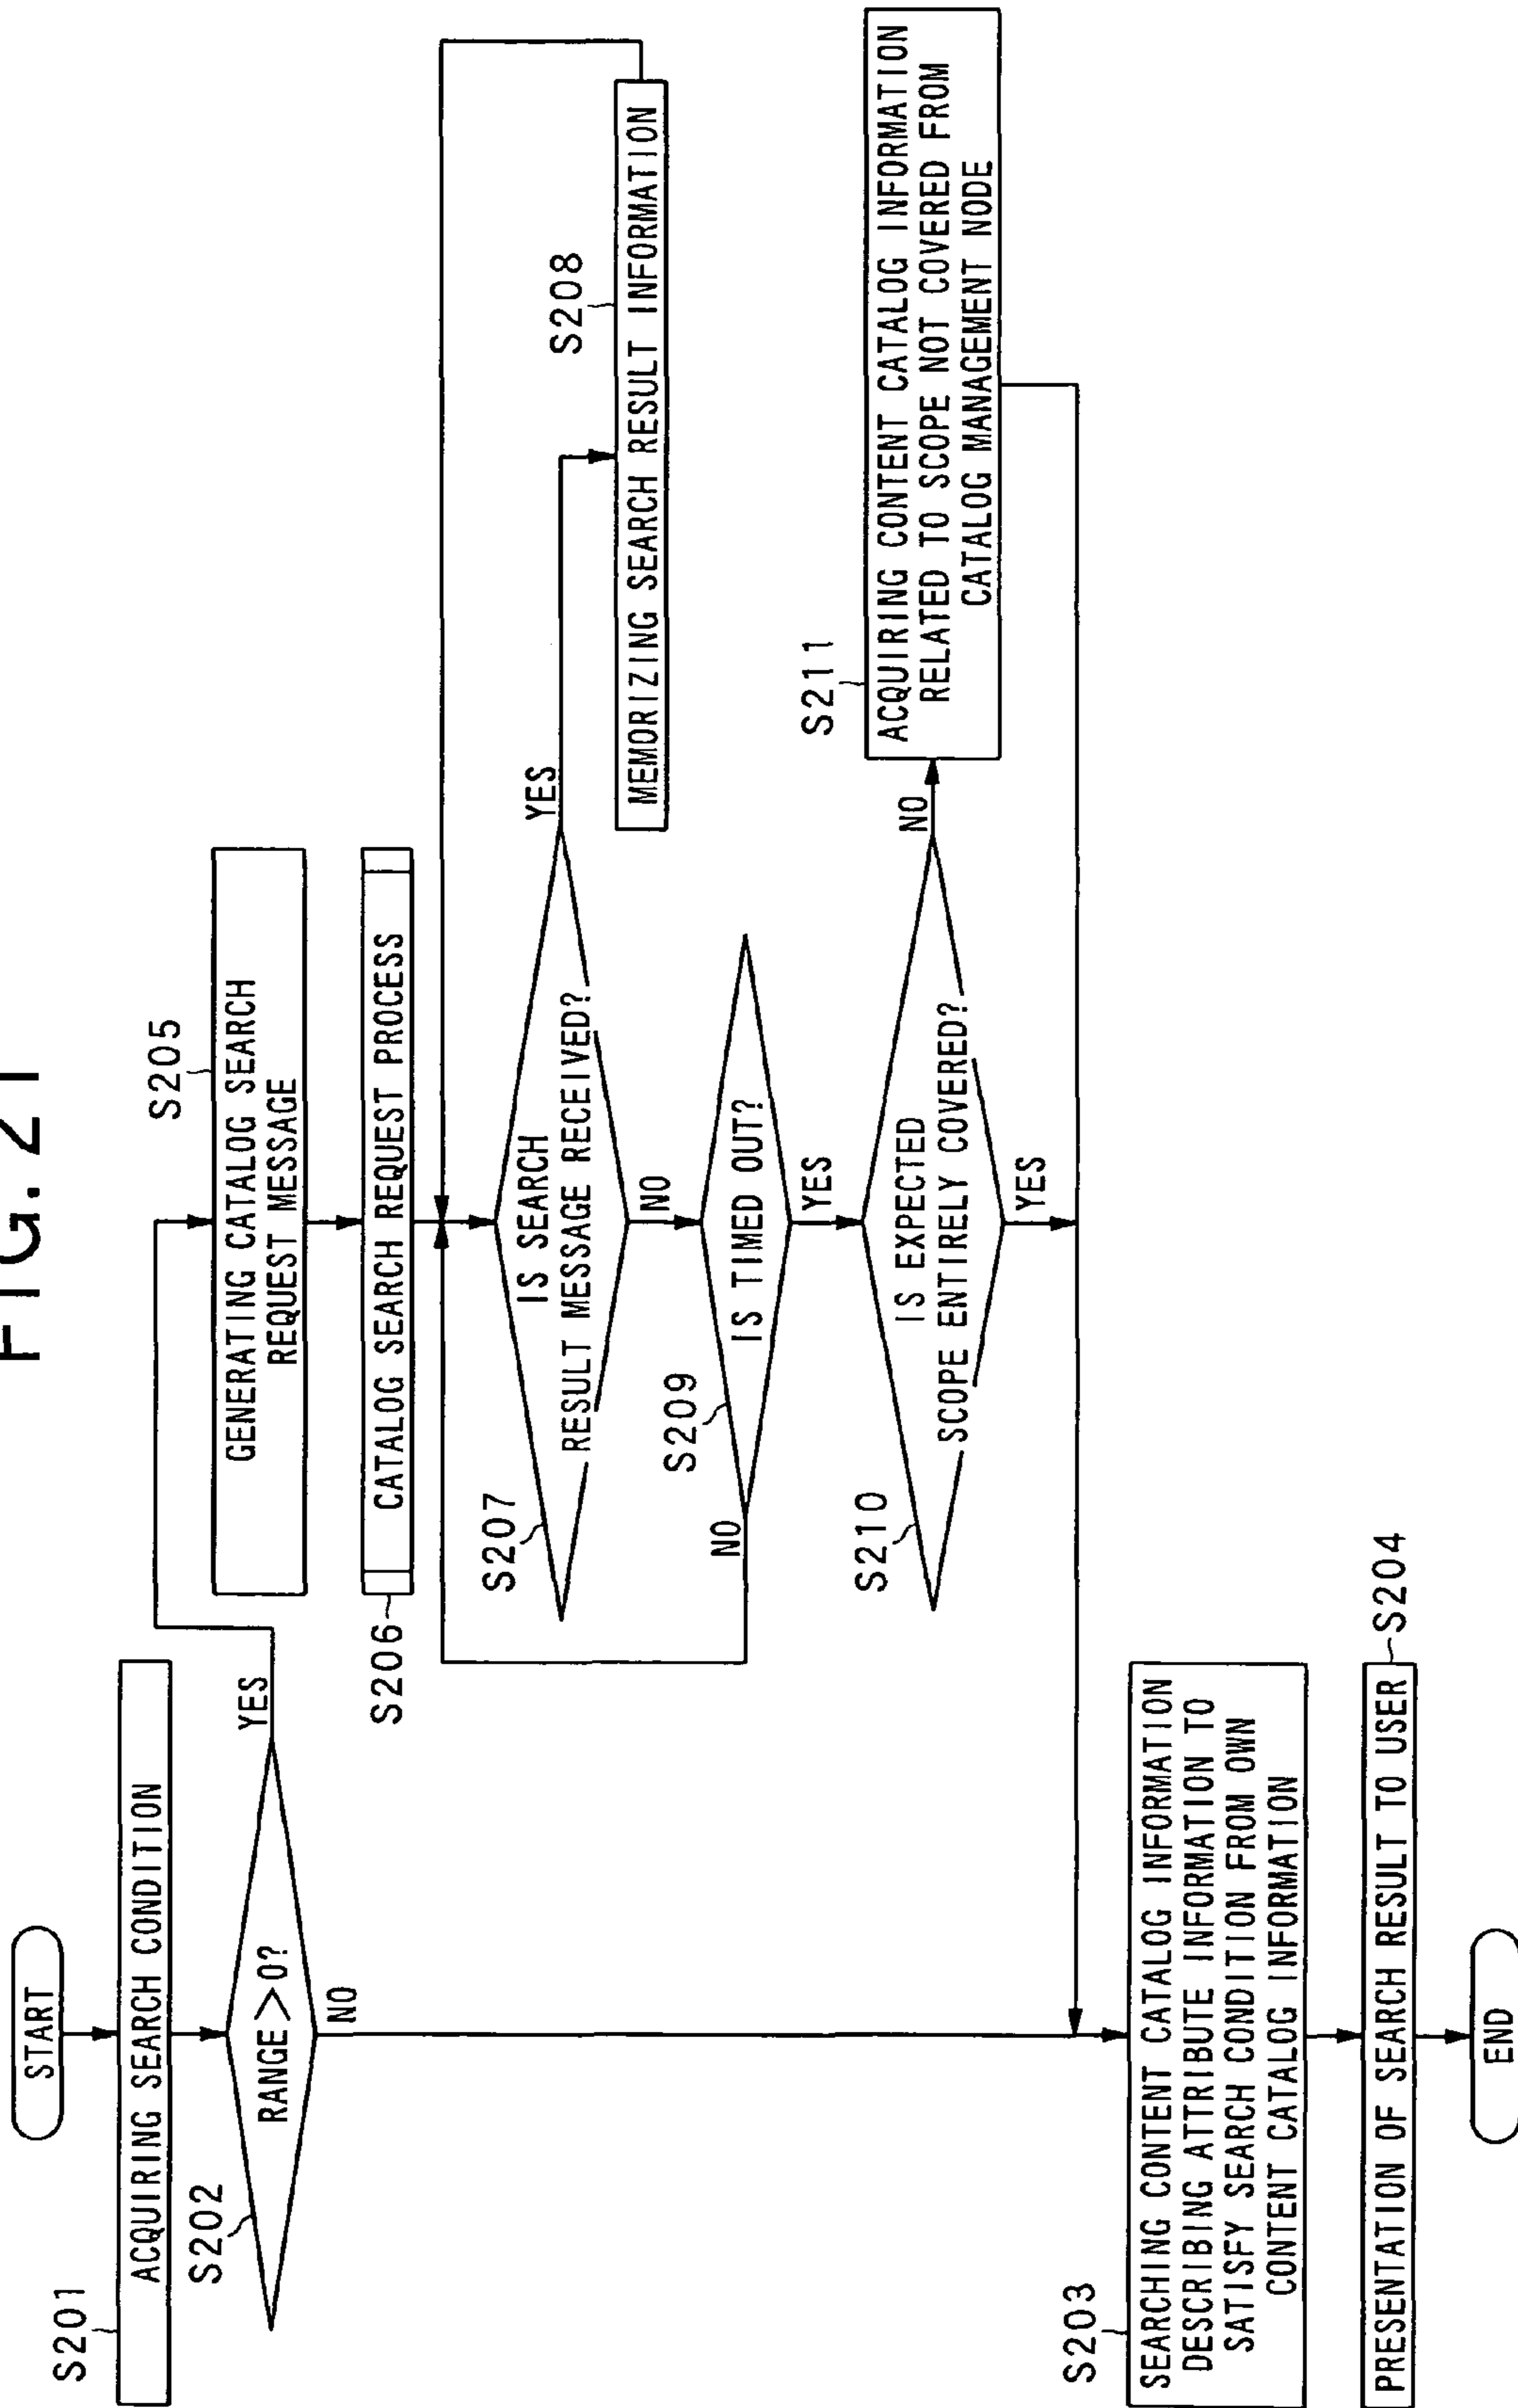 FIG. 21
START
S201
ACQUIRING SEARCH CONDITION
S202
RANGE>0?
YES
NO
S205
GENERATING CATALOG SEARCH
REQUEST MESSAGE
S206
CATALOG SEARCH REQUEST PROCESS
S207
IS SEARCH
RESULT MESSAGE RECEIVED?
YES
NO
S208
MEMORIZING SEARCH RESULT INFORMATION
S209
IS TIMED OUT?
NO
YES
S210
IS EXPECTED
SCOPE ENTIRELY COVERED?
NO
YES
S211
ACQUIRING CONTENT CATALOG INFORMATION
RELATED TO SCOPE NOT COVERED FROM
CATALOG MANAGEMENT NODE
S203
SEARCHING CONTENT CATALOG INFORMATION
DESCRIBING ATTRIBUTE INFORMATION TO
SATISFY SEARCH CONDITION FROM OWN
CONTENT CATALOG INFORMATION
S204
PRESENTATION OF SEARCH RESULT TO USER
END